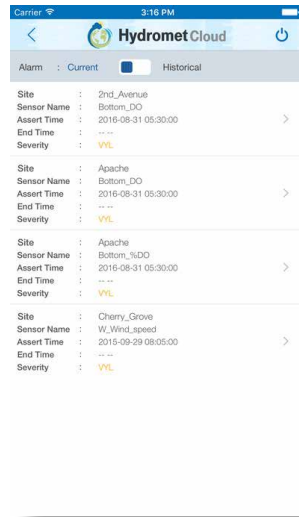 Carrier 3:16 PM
Hydromet Cloud
Alarm : Current Historical
Site : 2nd_Avenue
Sensor Name : Bottom_DO
Assert Time : 2016-08-31 05:30:00
End Time : -- --
Severity : VYL
Site : Apache
Sensor Name : Bottom_DO
Assert Time : 2016-08-31 05:30:00
End Time : -- --
Severity : VYL
Site : Apache
Sensor Name : Bottom_%DO
Assert Time : 2016-08-31 05:30:00
End Time : -- --
Severity : VYL
Site : Cherry_Grove
Sensor Name : W_Wind_speed
Assert Time : 2015-09-29 08:05:00
End Time : -- --
Severity : VYL